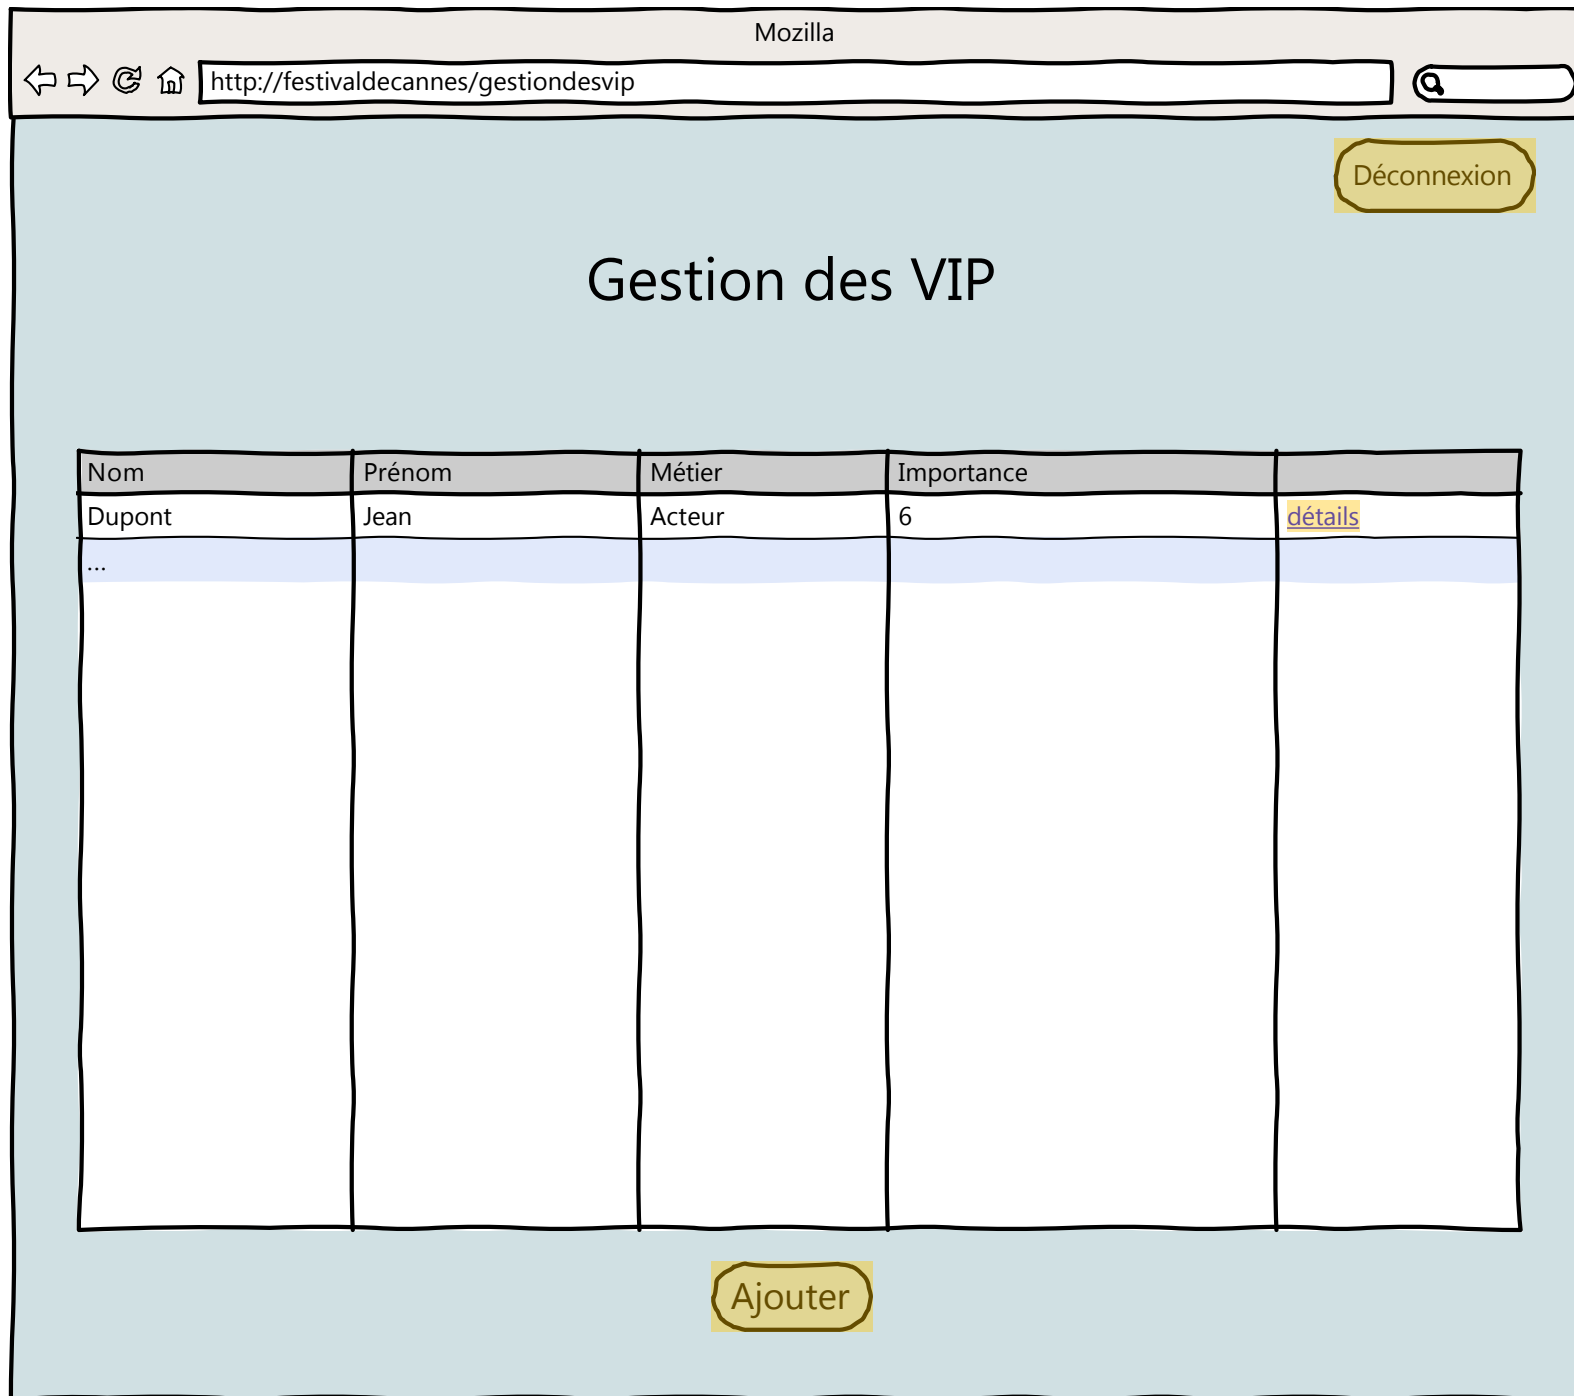 Mozilla
http://festivaldecannes/gestiondesvip
Déconnexion
Gestion des VIP
Nom Prénom Métier Importance
Dupont Jean Acteur 6 détails
...
Ajouter